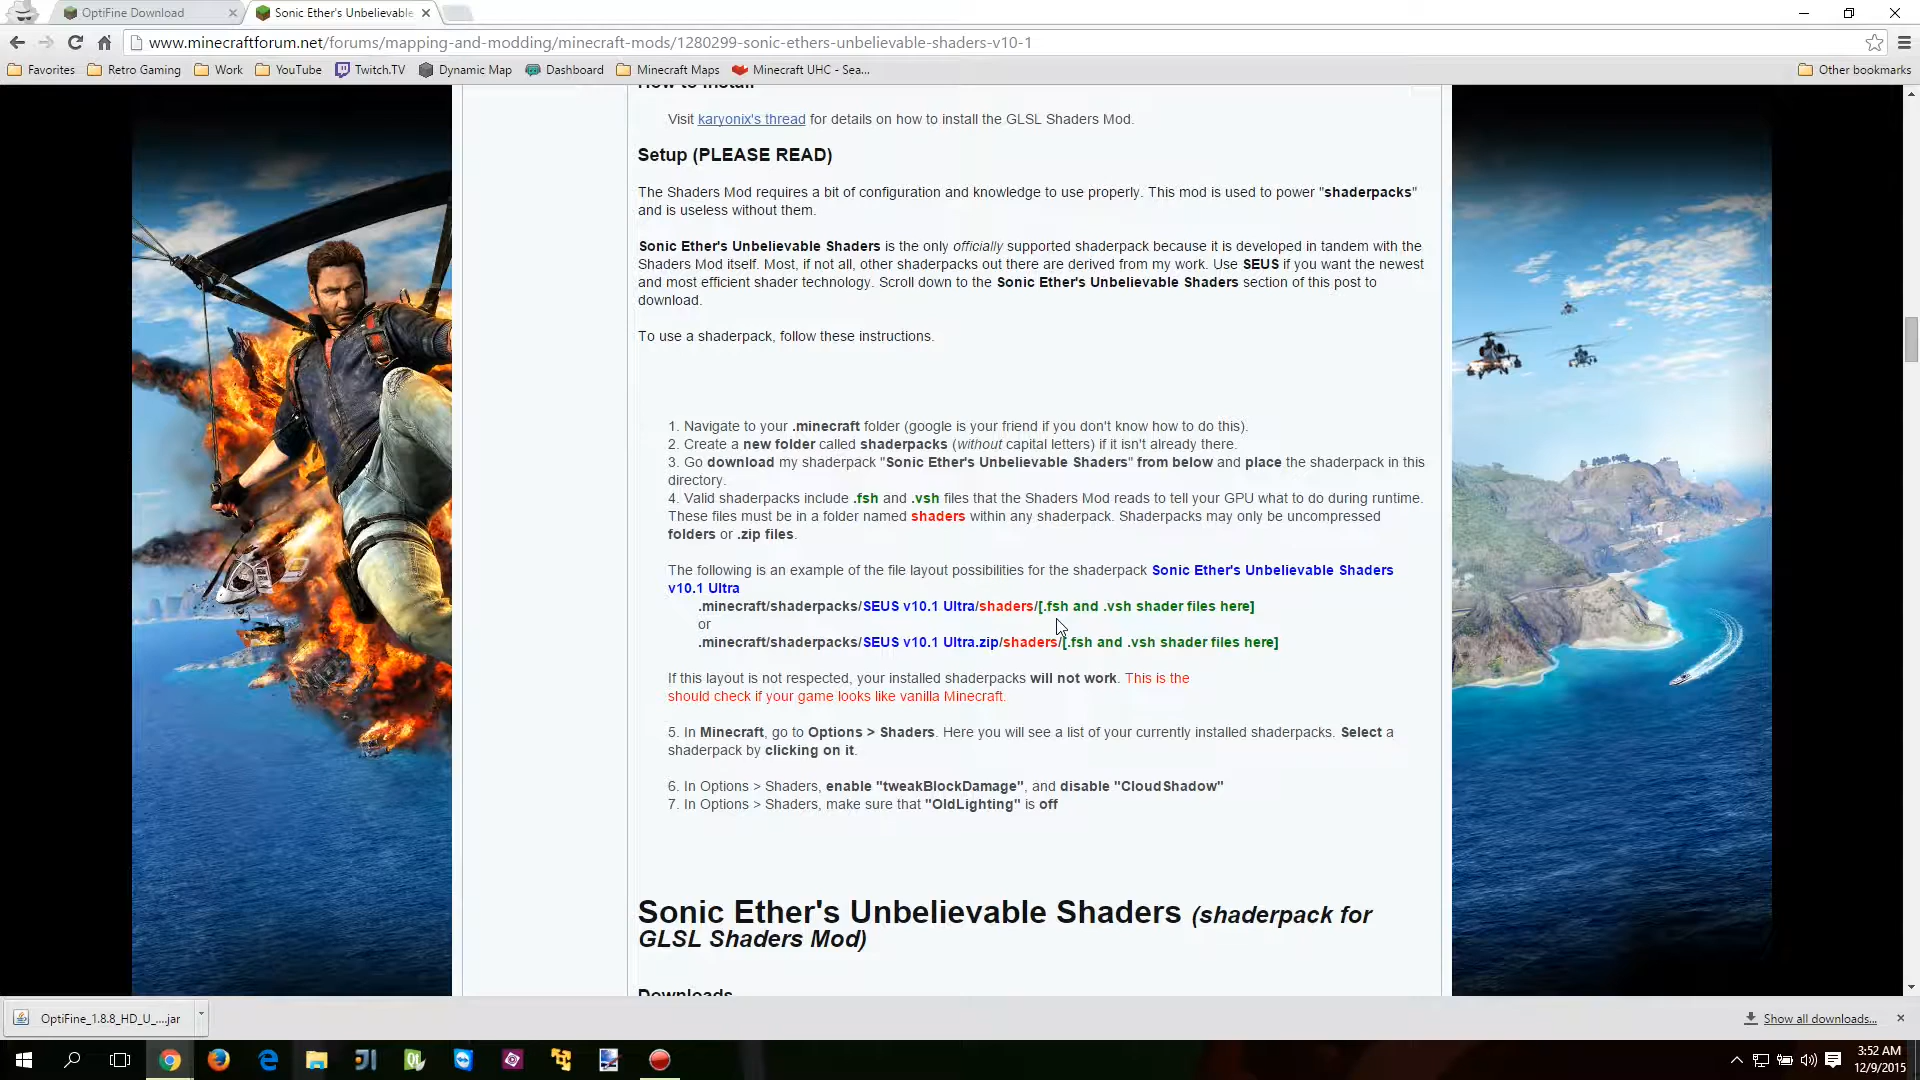 OptiFine Download
Sonic Ether's Unbelievable
www.minecraftforum.net/forums/mapping-and-modding/minecraft-mods/1280299-sonic-ethers-unbelievable-shaders-v10-1
Favorites Retro Gaming Work YouTube Twitch.TV Dynamic Map Dashboard Minecraft Maps Minecraft UHC - Sea... Other bookmarks
How to Install
Visit karyonix's thread for details on how to install the GLSL Shaders Mod.
Setup (PLEASE READ)
The Shaders Mod requires a bit of configuration and knowledge to use properly. This mod is used to power "shaderpacks"
and is useless without them.
Sonic Ether's Unbelievable Shaders is the only officially supported shaderpack because it is developed in tandem with the
Shaders Mod itself. Most, if not all, other shaderpacks out there are derived from my work. Use SEUS if you want the newest
and most efficient shader technology. Scroll down to the Sonic Ether's Unbelievable Shaders section of this post to
download.
To use a shaderpack, follow these instructions.
1. Navigate to your .minecraft folder (google is your friend if you don't know how to do this).
2. Create a new folder called shaderpacks (without capital letters) if it isn't already there.
3. Go download my shaderpack "Sonic Ether's Unbelievable Shaders" from below and place the shaderpack in this
directory.
4. Valid shaderpacks include .fsh and .vsh files that the Shaders Mod reads to tell your GPU what to do during runtime.
These files must be in a folder named shaders within any shaderpack. Shaderpacks may only be uncompressed
folders or .zip files.
The following is an example of the file layout possibilities for the shaderpack Sonic Ether's Unbelievable Shaders
v10.1 Ultra
.minecraft/shaderpacks/SEUS v10.1 Ultra/shaders/[.fsh and .vsh shader files here]
or
.minecraft/shaderpacks/SEUS v10.1 Ultra.zip/shaders/[.fsh and .vsh shader files here]
If this layout is not respected, your installed shaderpacks will not work. This is the
should check if your game looks like vanilla Minecraft.
5. In Minecraft, go to Options > Shaders. Here you will see a list of your currently installed shaderpacks. Select a
shaderpack by clicking on it.
6. In Options > Shaders, enable "tweakBlockDamage", and disable "CloudShadow"
7. In Options > Shaders, make sure that "OldLighting" is off
Sonic Ether's Unbelievable Shaders (shaderpack for
GLSL Shaders Mod)
Downloads
OptiFine_1.8.8_HD_U_....jar
Show all downloads...
3:52 AM
12/9/2015